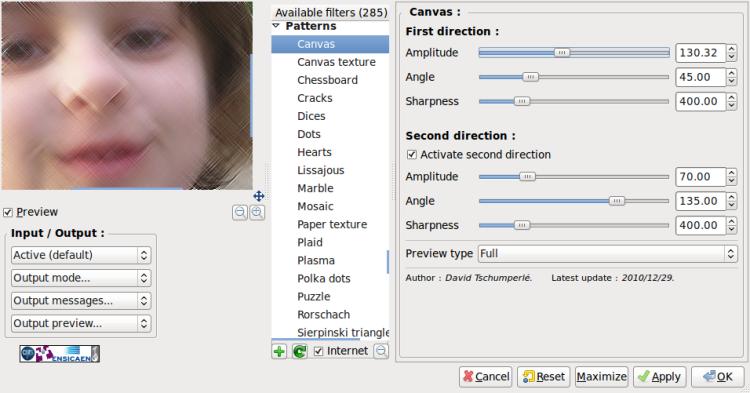 Available filters (285)
Patterns
Canvas
Canvas texture
Chessboard
Cracks
Dices
Dots
Hearts
Lissajous
Marble
Mosaic
Paper texture
Plaid
Plasma
Polka dots
Puzzle
Rorschach
Sierpinski triangle
Internet
Preview
Input / Output :
Active (default)
Output mode...
Output messages...
Output preview...
ENSICAEN
Canvas :
First direction :
Amplitude 130.32
Angle 45.00
Sharpness 400.00
Second direction :
Activate second direction
Amplitude 70.00
Angle 135.00
Sharpness 400.00
Preview type Full
Author : David Tschumperlé. Latest update : 2010/12/29.
Cancel Reset Maximize Apply OK